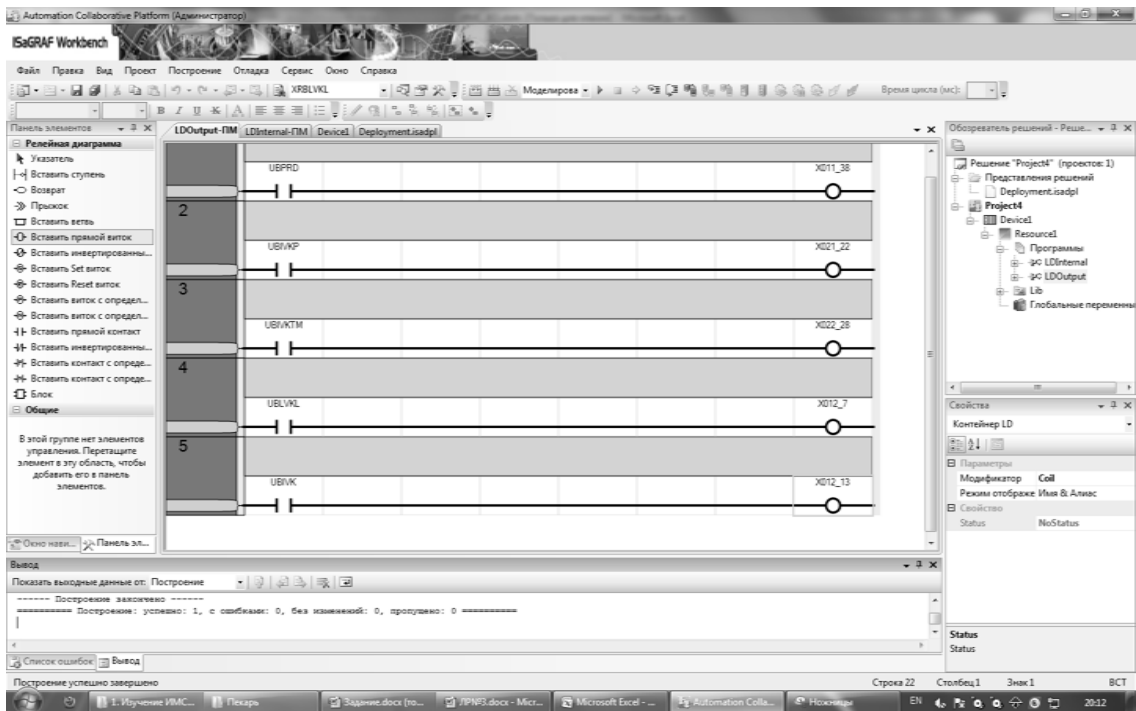 Automation Collaborative Platform (Администратор)
ISaGRAF Workbench
Файл Правка Вид Проект Построение Отладка Сервис Окно Справка
XRBLVKL
Моделирова
Время цикла (мс):
Панель элементов
LDOutput-ПМ LDInternal-ПМ Device1 Deployment.isadpl
Релейная диаграмма
Указатель
Вставить ступень
Возврат
Прыжок
Вставить ветвь
Вставить прямой виток
Вставить инвертированны...
Вставить Set виток
Вставить Reset виток
Вставить виток с определ...
Вставить виток с определ...
Вставить прямой контакт
Вставить инвертированны...
Вставить контакт с опреде...
Вставить контакт с опреде...
Блок
Общие
В этой группе нет элементов
управления. Перетащите
элемент в эту область, чтобы
добавить его в панель
элементов.
Окно нави... Панель эл...
UBPRD X011_38
2
UBIVKP X021_22
3
UBIVKTM X022_28
4
UBLVKL X012_7
5
UBIVK X012_13
Обозреватель решений - Реше...
Решение "Project4" (проектов: 1)
Представления решений
Deployment.isadpl
Project4
Device1
Resource1
Программы
LDInternal
LDOutput
Lib
Глобальные переменны
Свойства
Контейнер LD
Параметры
Модификатор Coil
Режим отображе Имя & Алиас
Свойство
Status NoStatus
Status
Status
Вывод
Показать выходные данные от: Построение
------ Построение закончено ------
========== Построение: успешно: 1, с ошибками: 0, без изменений: 0, пропущено: 0 ==========
Список ошибок Вывод
Построение успешно завершено
Строка 22 Столбец 1 Знак 1 ВСТ
1. Изучение ИМС... Пекарь Задание.docx (по... ЛР№3.docx - Micr... Microsoft Excel - ... Automation Colla... Ножницы EN 20:12